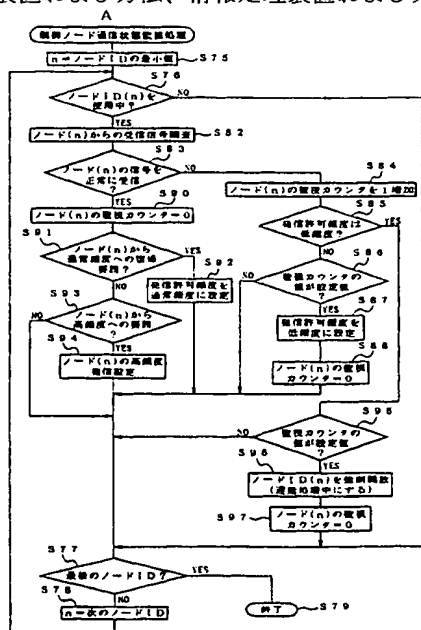 装置および方法、情報処理装置およびプ
A
制御ノード通信状態監視処理
n=ノードIDの最小値
S75
S76
ノードID(n)を
使用中?
NO
YES
ノード(n)からの受信信号調査
S82
S83
ノード(n)の信号を
正常に受信
?
NO
YES
S90
ノード(n)の監視カウンタ=0
S84
ノード(n)の監視カウンタを1増加
S85
発信許可頻度は
低頻度?
YES
NO
S91
ノード(n)から
通常頻度への復帰
要請?
YES
NO
S92
発信許可頻度を
通常頻度に設定
S86
監視カウンタの
値が設定値
?
NO
YES
S87
発信許可頻度を
低頻度に設定
S88
ノード(n)の監視
カウンタ=0
S93
ノード(n)から
高頻度への要請
?
NO
YES
S94
ノード(n)の高頻度
発信設定
S95
監視カウンタの
値が設定値
?
NO
YES
S96
ノードID(n)を強制開放
(退避処理中にする)
S97
ノード(n)の監視
カウンタ=0
S77
最後のノードID?
YES
NO
S78
n=次のノードID
終了
S79